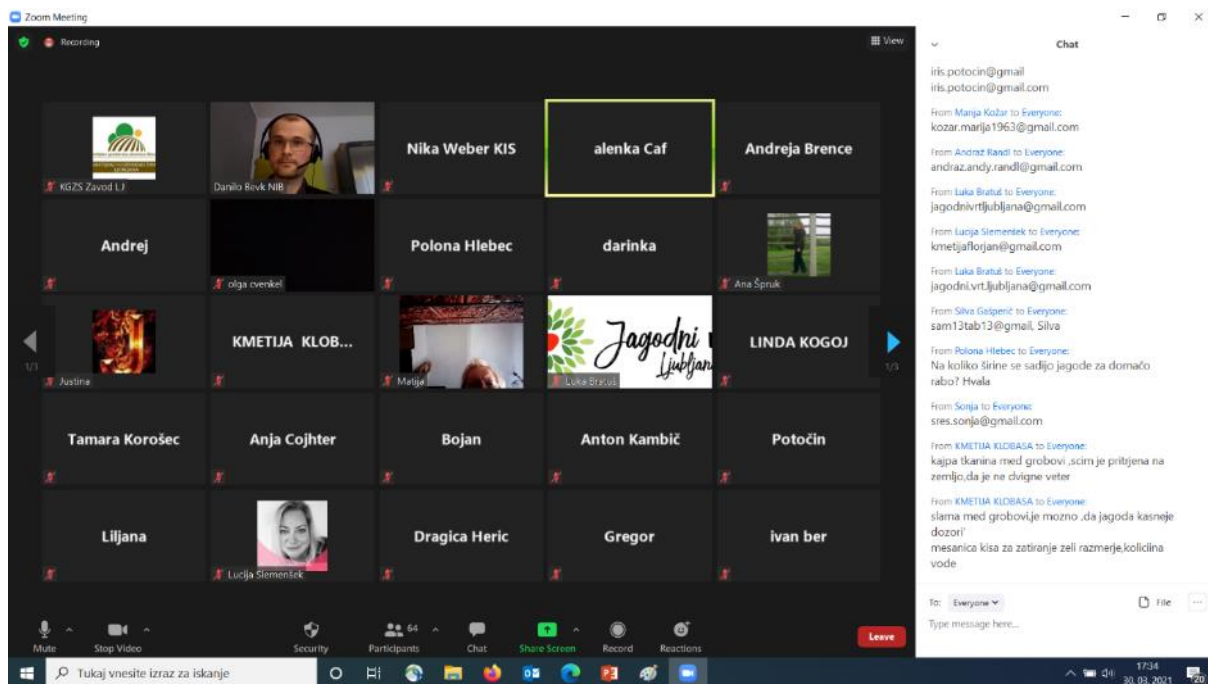 Zoom Meeting
Recording
View
KGZS Zavod LJ
Danilo Bevk NIB
Nika Weber KIS
alenka Caf
Andreja Brence
Andrej
olga cvenkel
Polona Hlebec
darinka
Ana Špruk
Justina
KMETIJA KLOB...
Matija
Jagodni
Ljubljan
Luka Bratuš
LINDA KOGOJ
1/3
1/3
Tamara Korošec
Anja Cojhter
Bojan
Anton Kambič
Potočin
Liljana
Lucija Slemenšek
Dragica Heric
Gregor
ivan ber
Mute
Stop Video
Security
Participants
64
Chat
Share Screen
Record
Reactions
Leave
Chat
iris.potocin@gmail
iris.potocin@gmail.com
From Marija Kožar to Everyone:
kozar.marija1963@gmail.com
From Andraž Randl to Everyone:
andraz.andy.randl@gmail.com
From Luka Bratuš to Everyone:
jagodnivrtljubljana@gmail.com
From Lucija Slemenšek to Everyone:
kmetijaflorjan@gmail.com
From Luka Bratuš to Everyone:
jagodni.vrt.ljubljana@gmail.com
From Silva Gašperič to Everyone:
sam13tab13@gmail, Silva
From Polona Hlebec to Everyone:
Na koliko širine se sadijo jagode za domačo
rabo? Hvala
From Sonja to Everyone:
sres.sonja@gmail.com
From KMETIJA KLOBASA to Everyone:
kajpa tkanina med grobovi ,scim je pritrjena na
zemljo,da je ne dvigne veter
From KMETIJA KLOBASA to Everyone:
slama med grobovi,je mozno ,da jagoda kasneje
dozori'
mesanica kisa za zatiranje zeli razmerje,koliciina
vode
To: Everyone
File
Type message here...
Tukaj vnesite izraz za iskanje
17:34
30. 03. 2021
20